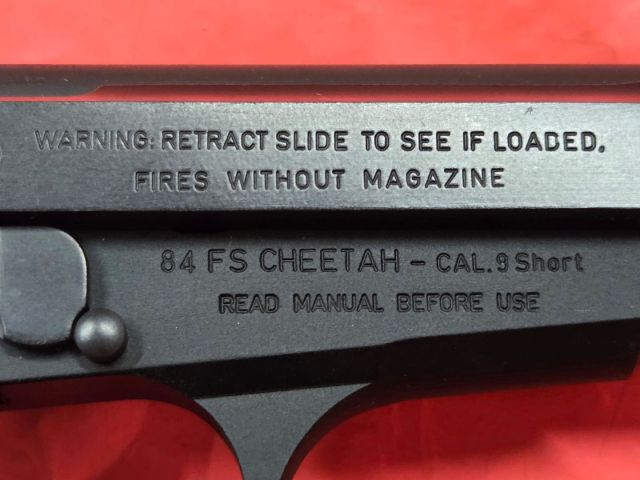 WARNING: RETRACT SLIDE TO SEE IF LOADED.
FIRES WITHOUT MAGAZINE
84 FS CHEETAH - CAL. 9 Short
READ MANUAL BEFORE USE